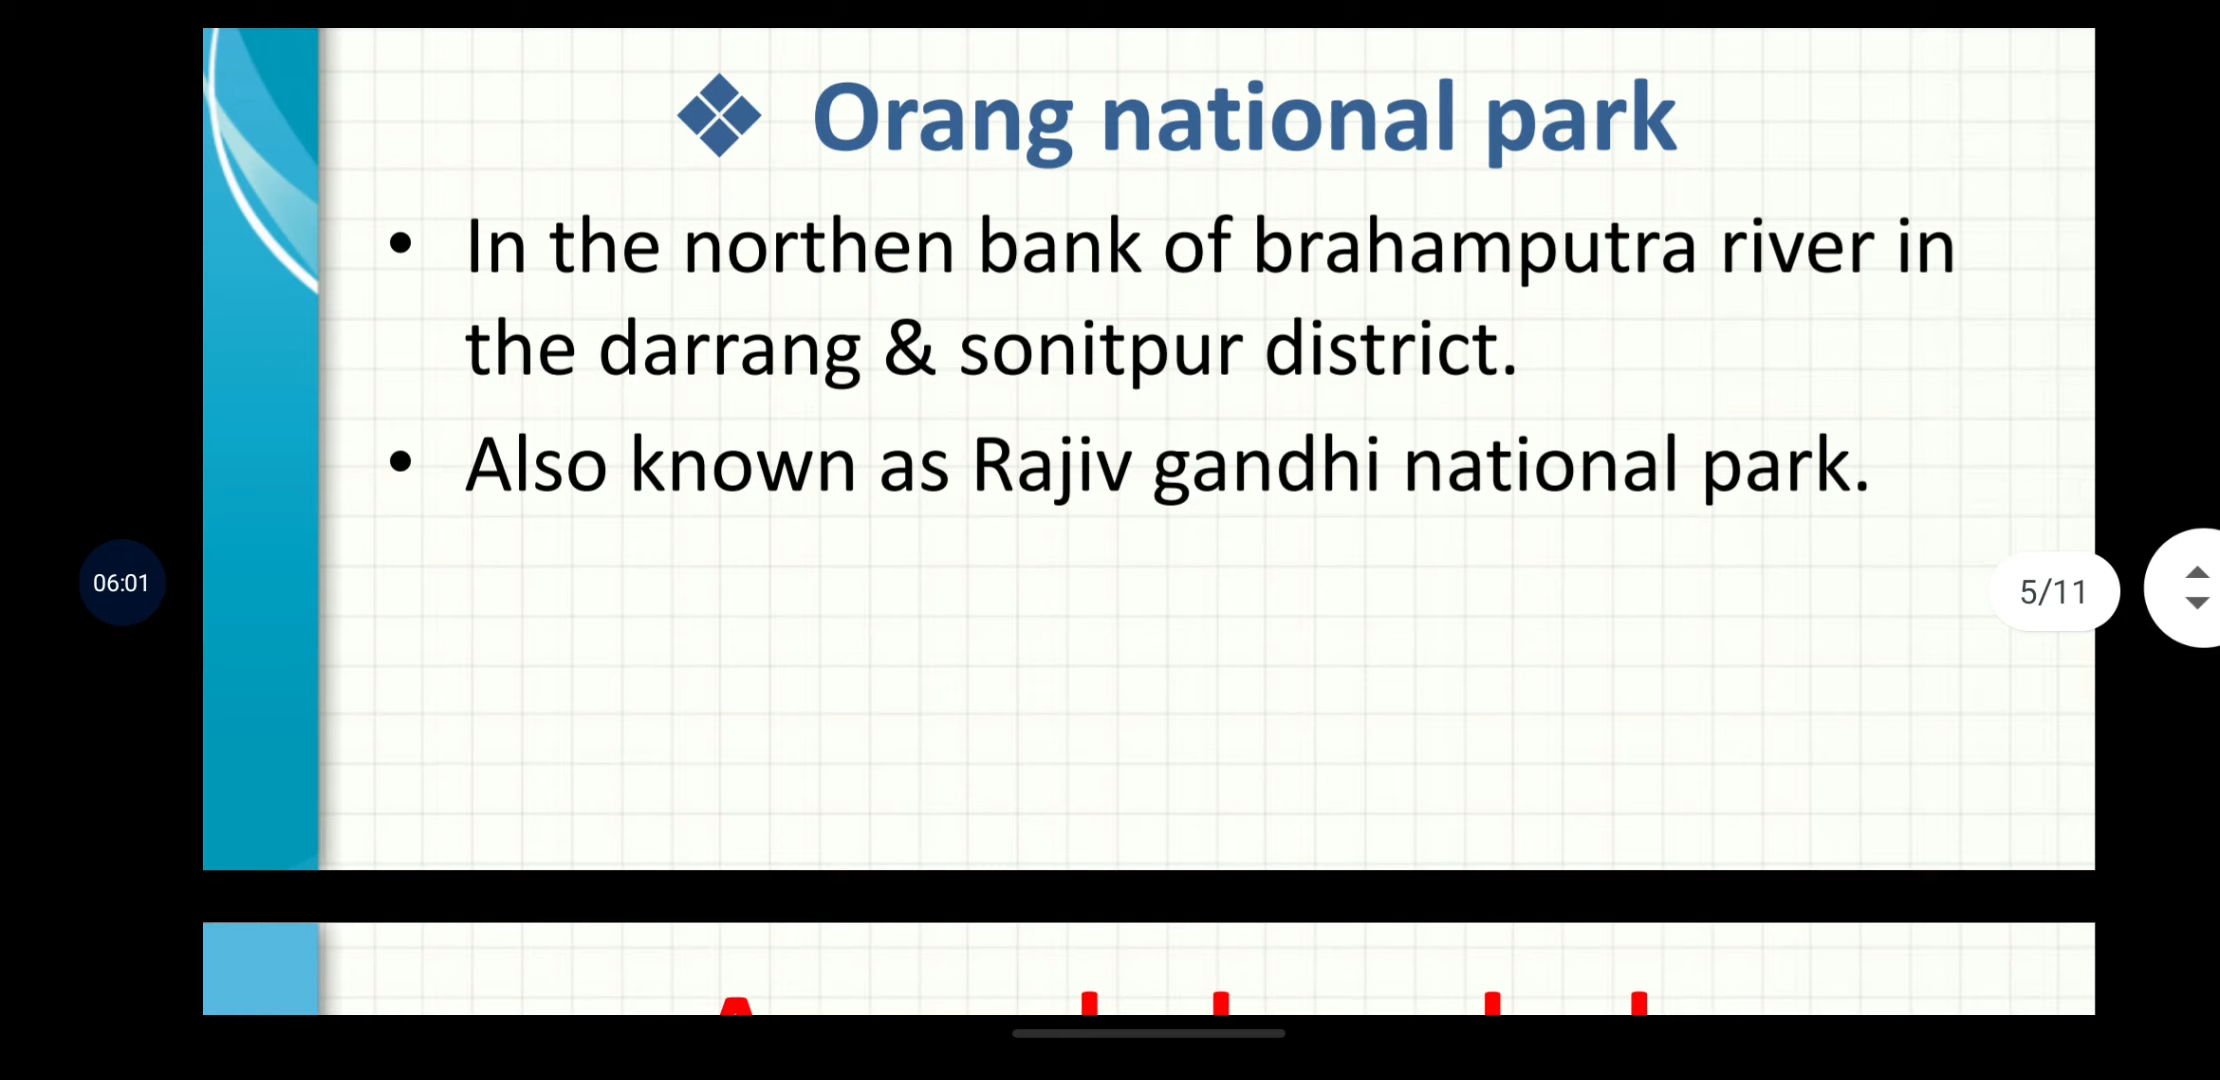 Orang national park
• In the northen bank of brahamputra river in
the darrang & sonitpur district.
• Also known as Rajiv gandhi national park.
06:01
5/11